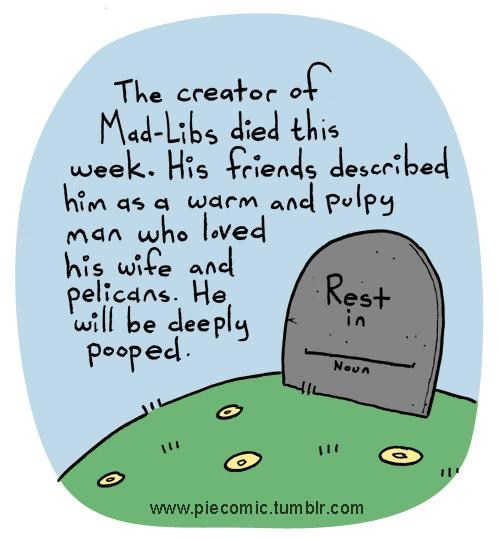 The creator of
Mad-Libs died this
week. His friends described
him as a warm and pulpy
man who loved
his wife and
pelicans. He
will be deeply
pooped.
Rest
in
Noun
www.piecomic.tumblr.com